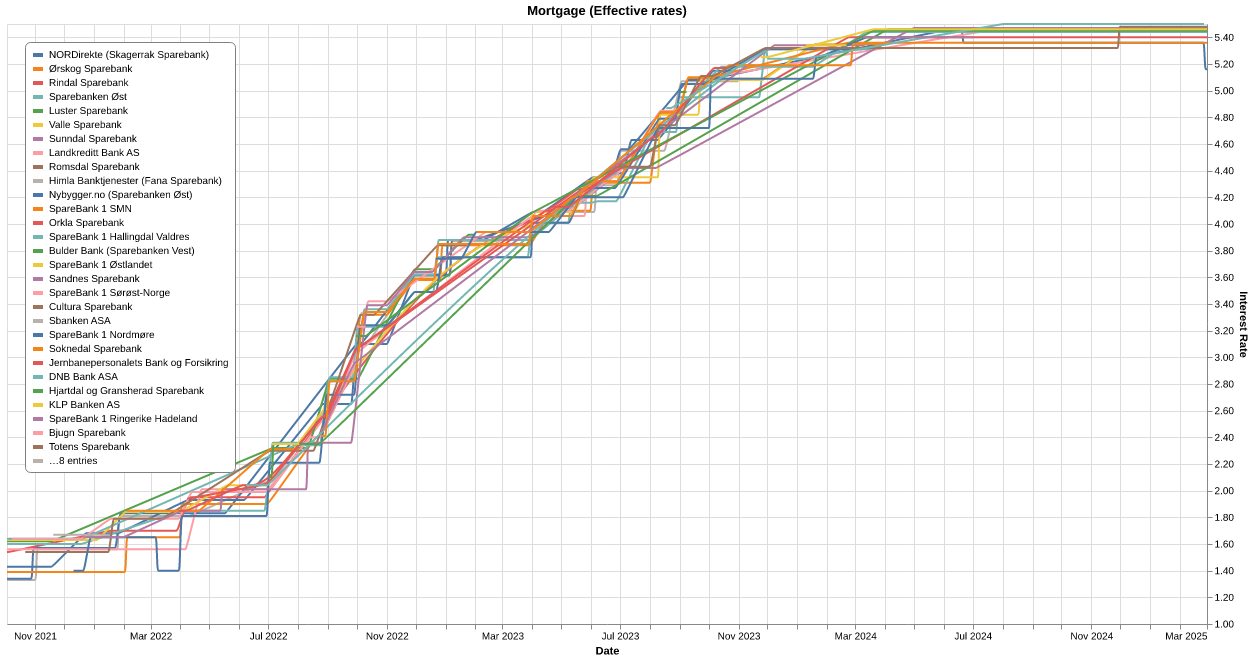 Mortgage (Effective rates)
NORDirekte (Skagerrak Sparebank)
Ørskog Sparebank
Rindal Sparebank
Sparebanken Øst
Luster Sparebank
Valle Sparebank
Sunndal Sparebank
Landkreditt Bank AS
Romsdal Sparebank
Himla Banktjenester (Fana Sparebank)
Nybygger.no (Sparebanken Øst)
SpareBank 1 SMN
Orkla Sparebank
SpareBank 1 Hallingdal Valdres
Bulder Bank (Sparebanken Vest)
SpareBank 1 Østlandet
Sandnes Sparebank
SpareBank 1 Sørøst-Norge
Cultura Sparebank
Sbanken ASA
SpareBank 1 Nordmøre
Soknedal Sparebank
Jernbanepersonalets Bank og Forsikring
DNB Bank ASA
Hjartdal og Gransherad Sparebank
KLP Banken AS
SpareBank 1 Ringerike Hadeland
Bjugn Sparebank
Totens Sparebank
…8 entries
5.40
5.20
5.00
4.80
4.60
4.40
4.20
4.00
3.80
3.60
3.40
3.20
3.00
2.80
2.60
2.40
2.20
2.00
1.80
1.60
1.40
1.20
1.00
Interest Rate
Nov 2021 Mar 2022 Jul 2022 Nov 2022 Mar 2023 Jul 2023 Nov 2023 Mar 2024 Jul 2024 Nov 2024 Mar 2025
Date